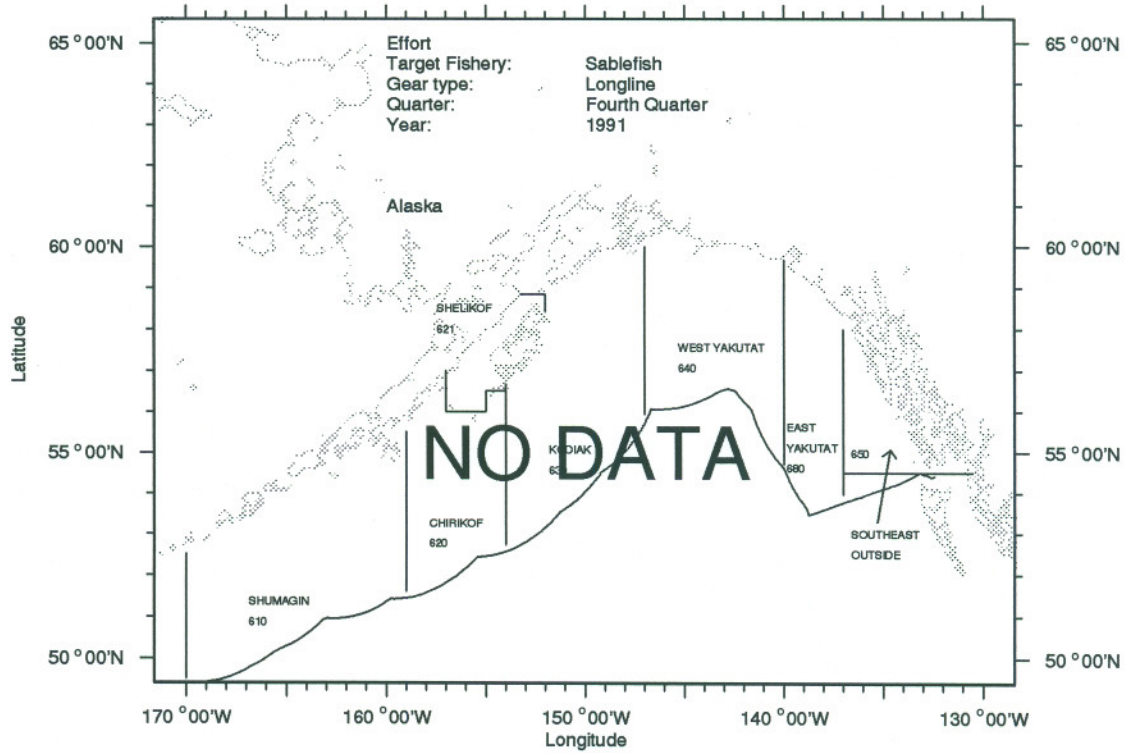 65 °00'N
65 °00'N
Effort
Target Fishery: Sablefish
Gear type: Longline
Quarter: Fourth Quarter
Year: 1991
Alaska
60 °00'N
60 °00'N
SHELIKOF
621
Latitude
WEST YAKUTAT
640
NO DATA
KODIAK
EAST
YAKUTAT
680
650
55 °00'N
55 °00'N
CHIRIKOF
620
SOUTHEAST
OUTSIDE
SHUMAGIN
610
50 °00'N
50 °00'N
170 °00'W
160 °00'W
150 °00'W
140 °00'W
130 °00'W
Longitude